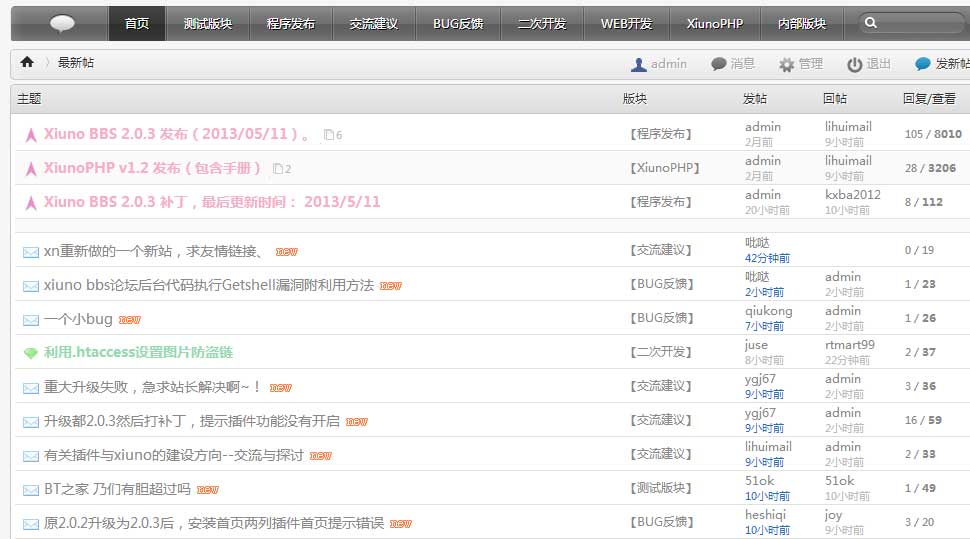 首页 测试版块 程序发布 交流建议 BUG反馈 二次开发 WEB开发 XiunoPHP 内部版块
最新帖 admin 消息 管理 退出 发新帖
主题 版块 发帖 回帖 回复/查看
Xiuno BBS 2.0.3 发布（2013/05/11）。 6 【程序发布】 admin 2月前 lihuimail 9小时前 105 / 8010
XiunoPHP v1.2 发布（包含手册） 2 【XiunoPHP】 admin 2月前 lihuimail 9小时前 28 / 3206
Xiuno BBS 2.0.3 补丁，最后更新时间： 2013/5/11 【程序发布】 admin 20小时前 kxba2012 10小时前 8 / 112
xn重新做的一个新站，求友情链接、 new 【交流建议】 吡哒 42分钟前 0 / 19
xiuno bbs论坛后台代码执行Getshell漏洞附利用方法 new 【BUG反馈】 吡哒 2小时前 admin 2小时前 1 / 23
一个小bug new 【BUG反馈】 qiukong 7小时前 admin 2小时前 1 / 26
利用.htaccess设置图片防盗链 【二次开发】 juse 8小时前 rtmart99 22分钟前 2 / 37
重大升级失败，急求站长解决啊~！ new 【交流建议】 ygj67 9小时前 admin 2小时前 3 / 36
升级都2.0.3然后打补丁，提示插件功能没有开启 new 【交流建议】 ygj67 9小时前 admin 2小时前 16 / 59
有关插件与xiuno的建设方向--交流与探讨 new 【交流建议】 lihuimail 9小时前 admin 2小时前 2 / 33
BT之家 乃们有胆超过吗 new 【测试版块】 51ok 10小时前 51ok 10小时前 1 / 49
原2.0.2升级为2.0.3后，安装首页两列插件首页提示错误 new 【BUG反馈】 heshiqi 10小时前 joy 9小时前 3 / 20